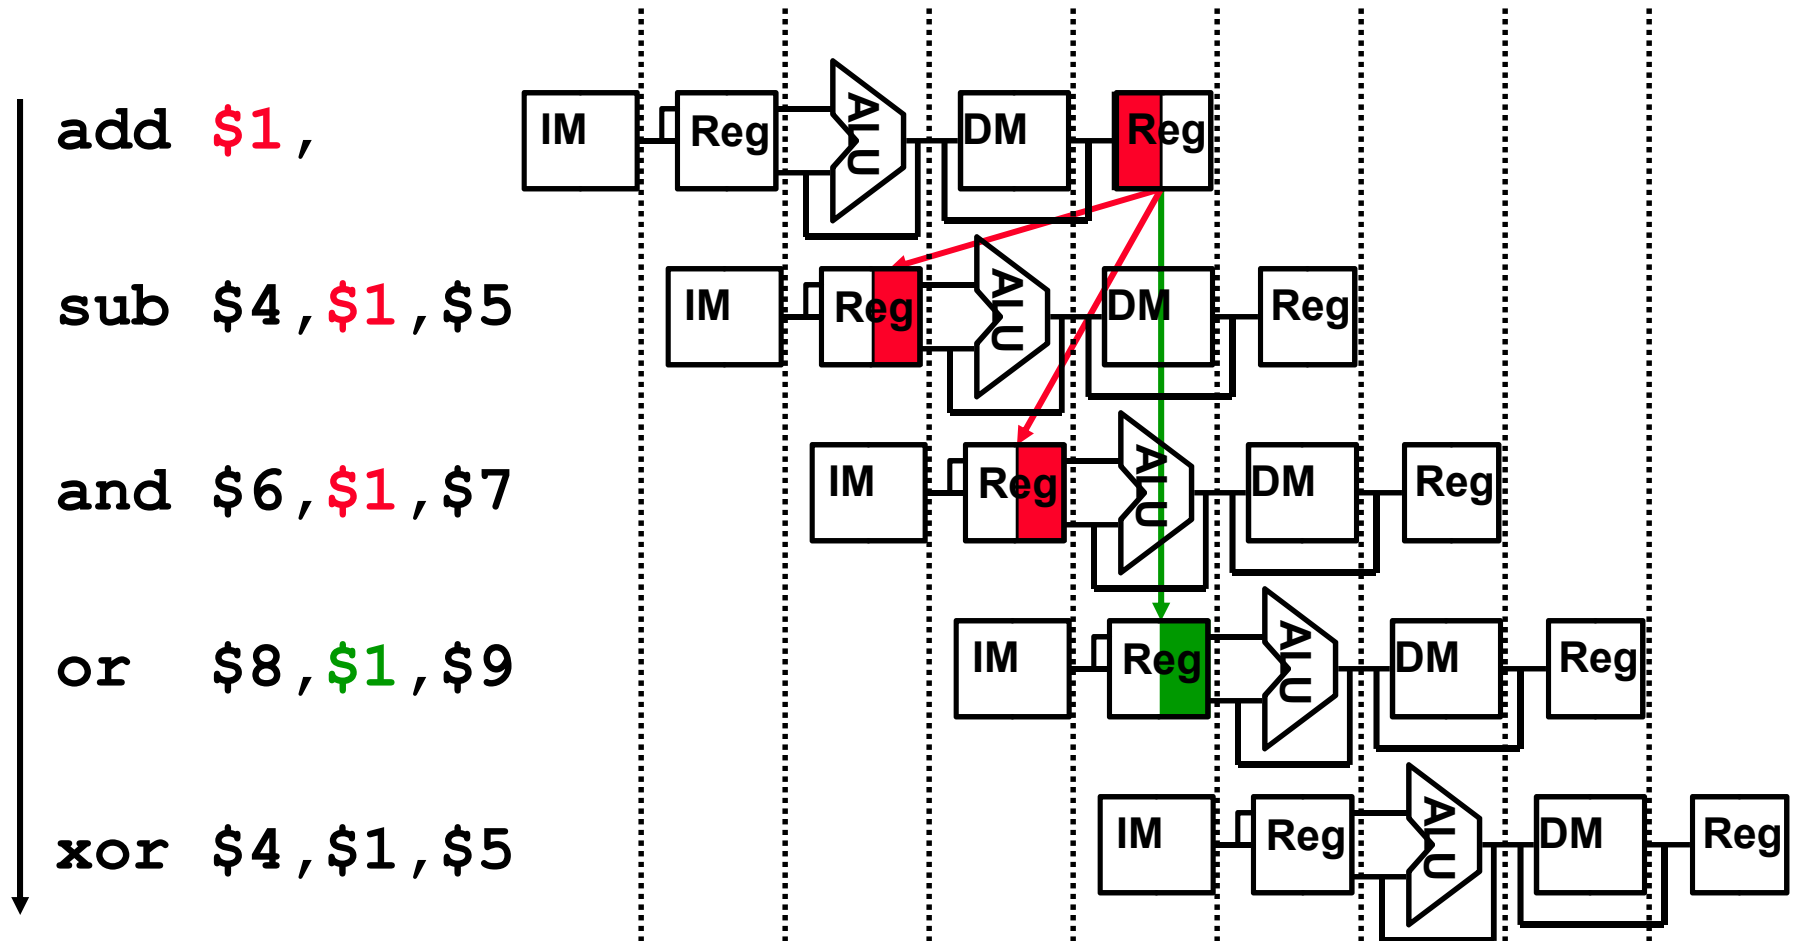 add $1, IM Reg ALU DM Reg
sub $4,$1,$5 IM Reg ALU DM Reg
and $6,$1,$7 IM Reg ALU DM Reg
or $8,$1,$9 IM Reg ALU DM Reg
xor $4,$1,$5 IM Reg ALU DM Reg